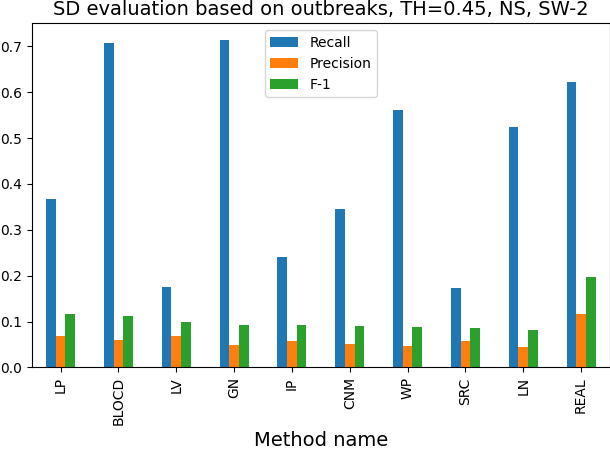 SD evaluation based on outbreaks, TH=0.45, NS, SW-2
Recall
Precision
F-1
0.7
0.6
0.5
0.4
0.3
0.2
0.1
0.0
LP
BLOCD
LV
GN
IP
CNM
WP
SRC
LN
REAL
Method name